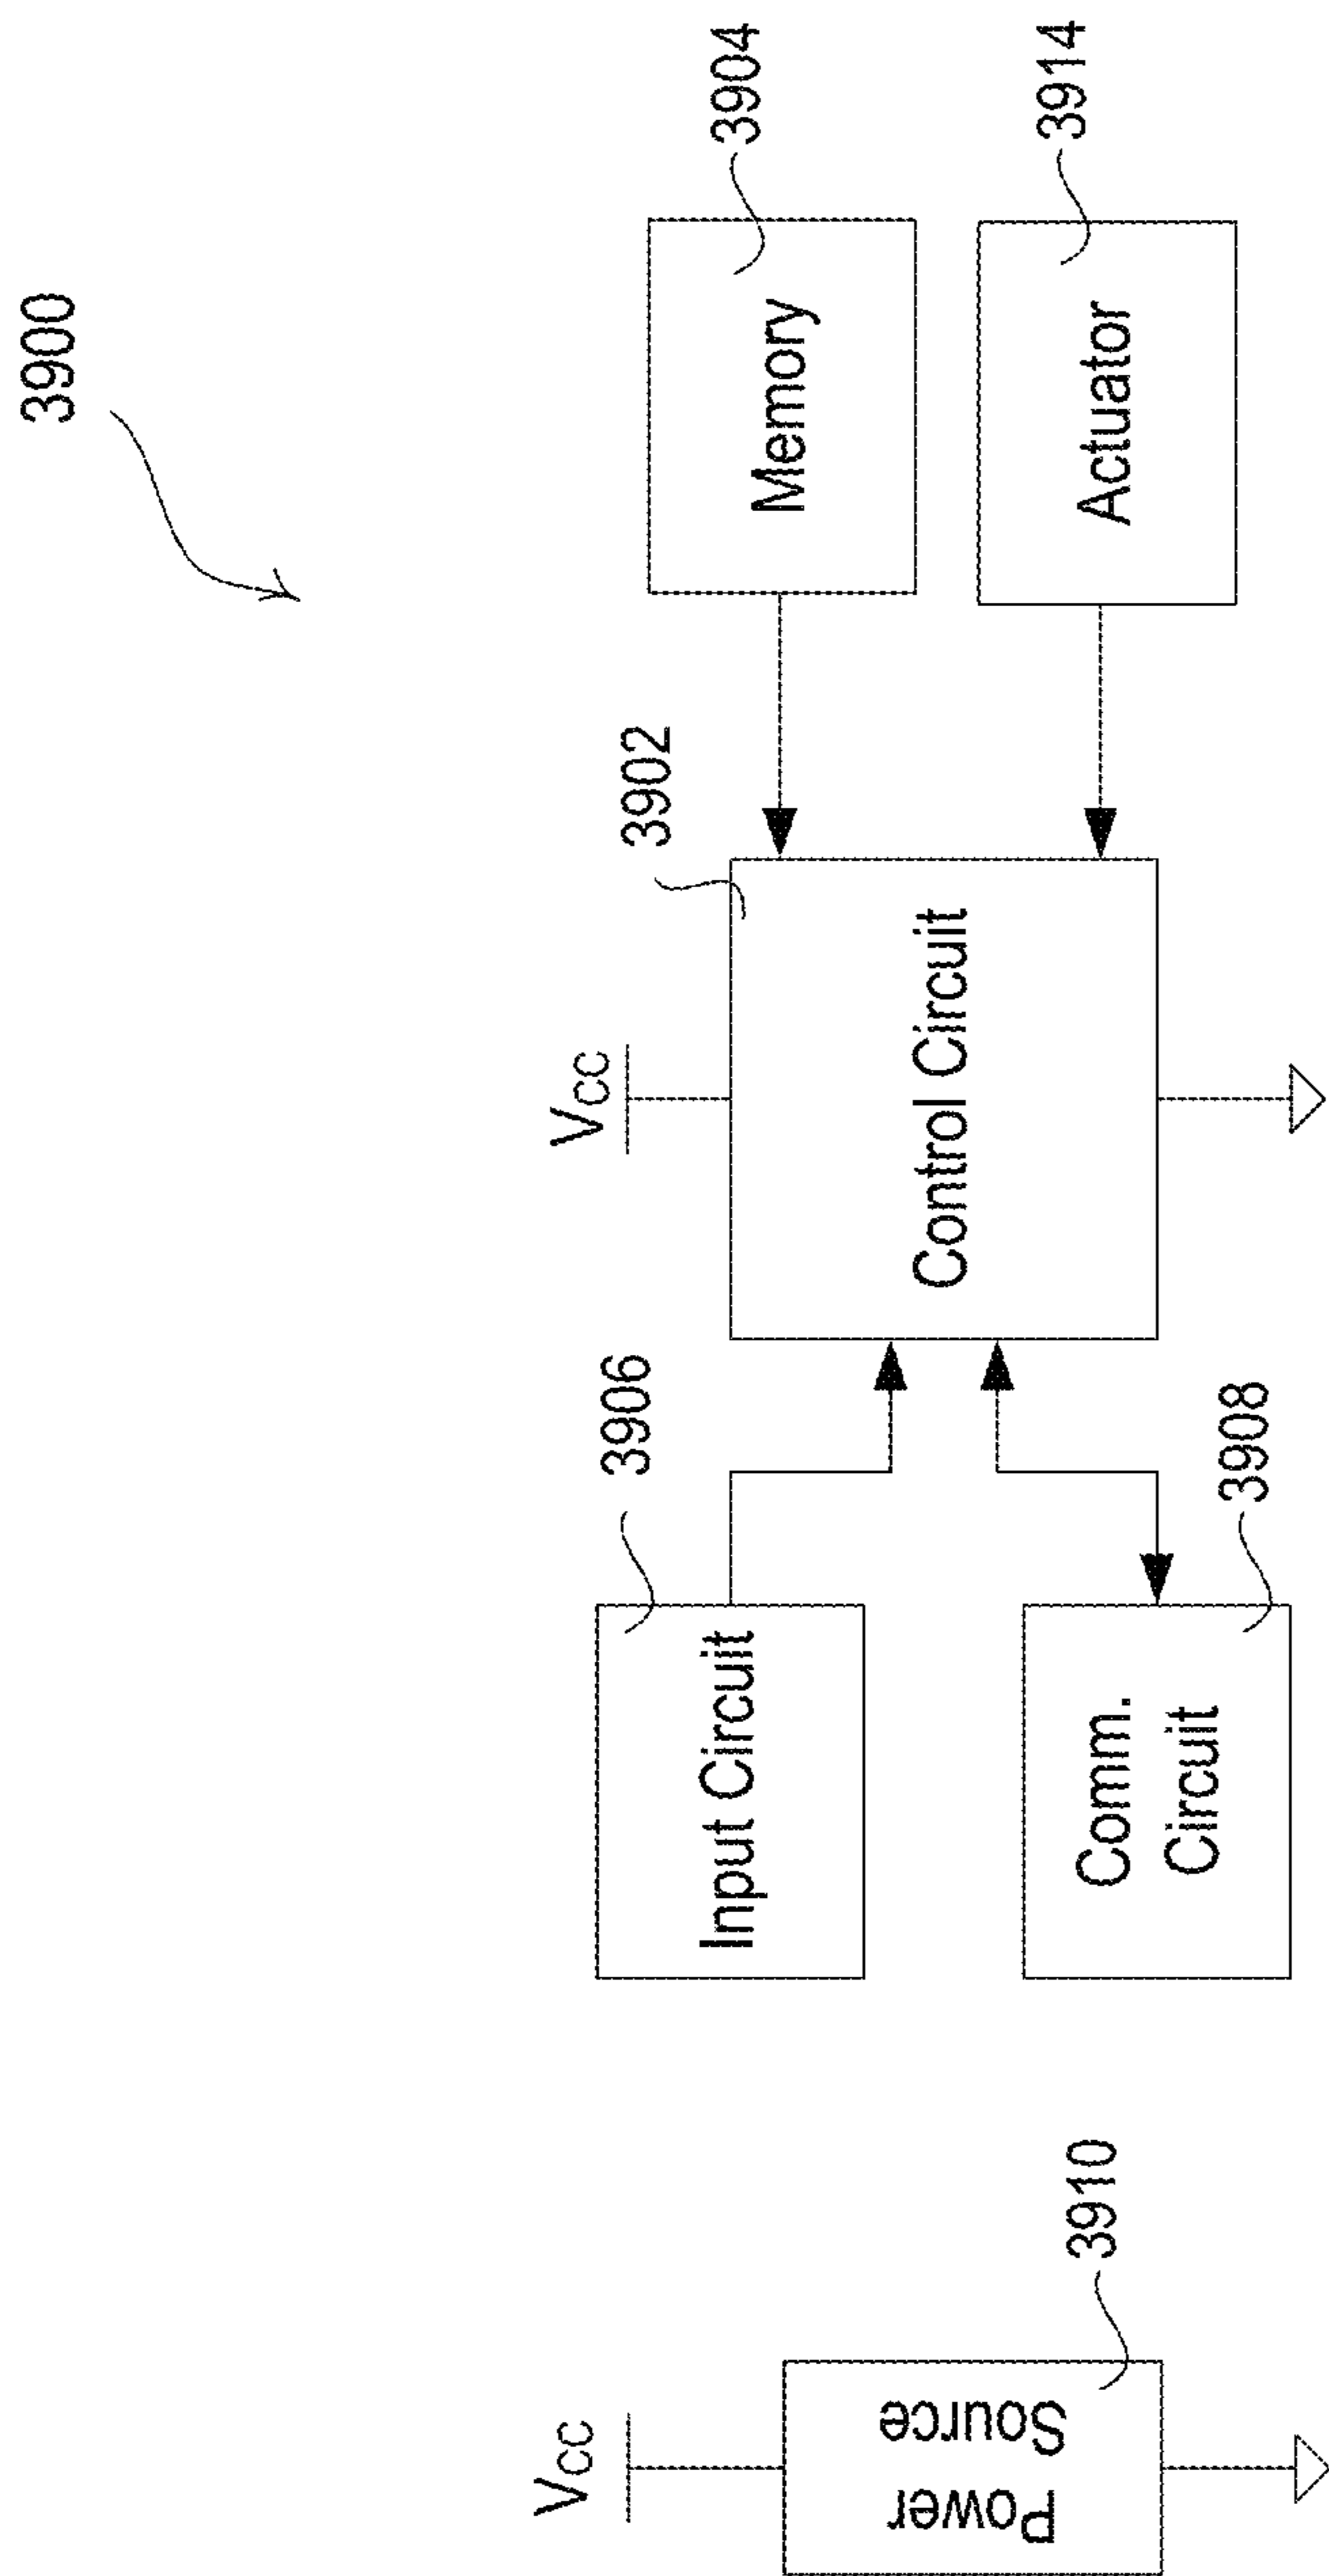 3900
Vcc
Vcc
3906
3902
3904
Input Circuit
Memory
Power
Source
Control Circuit
3910
Comm.
Circuit
3908
Actuator
3914